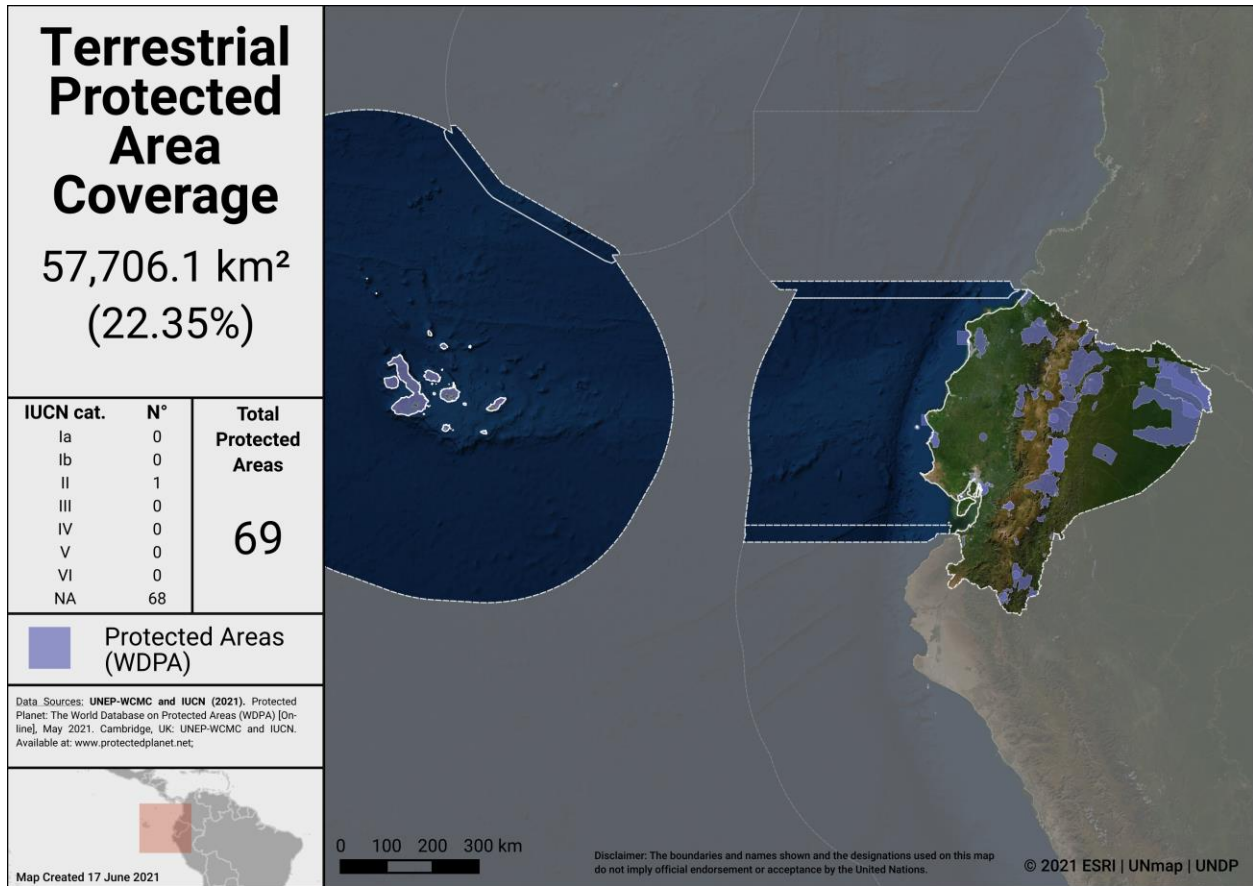 Terrestrial
Protected
Area
Coverage
57,706.1 km²
(22.35%)
IUCN cat. N°
Ia 0
Ib 0
II 1
III 0
IV 0
V 0
VI 0
NA 68
Total
Protected
Areas
69
Protected Areas
(WDPA)
Data Sources: UNEP-WCMC and IUCN (2021). Protected
Planet: The World Database on Protected Areas (WDPA) [On-
line], May 2021. Cambridge, UK: UNEP-WCMC and IUCN.
Available at: www.protectedplanet.net;
Map Created 17 June 2021
0 100 200 300 km
Disclaimer: The boundaries and names shown and the designations used on this map
do not imply official endorsement or acceptance by the United Nations.
© 2021 ESRI | UNmap | UNDP